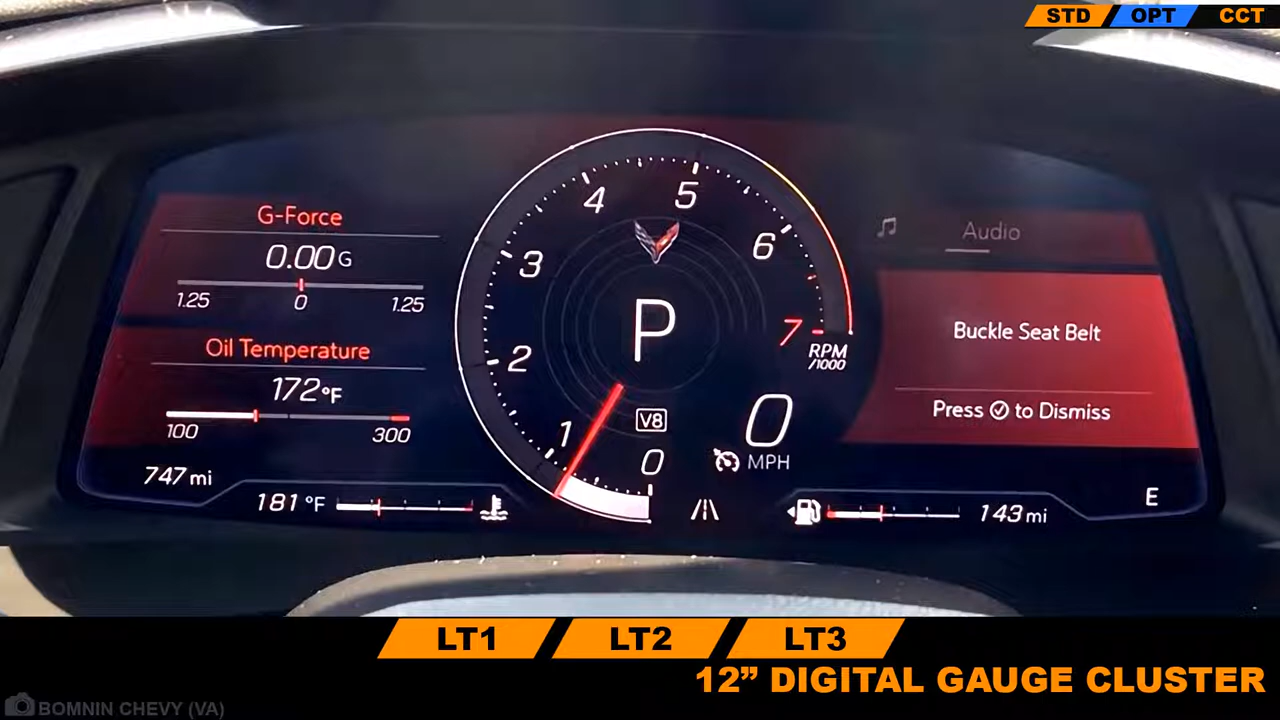 STD OPT CCT
G-Force
0.00 G
1.25 0 1.25
Oil Temperature
172°F
100 300
747 mi
181 °F
0 1 2 3 4 5 6 7
RPM
/1000
P
V8
0
MPH
Audio
Buckle Seat Belt
Press to Dismiss
143 mi
E
LT1 LT2 LT3
12” DIGITAL GAUGE CLUSTER
BOMNIN CHEVY (VA)